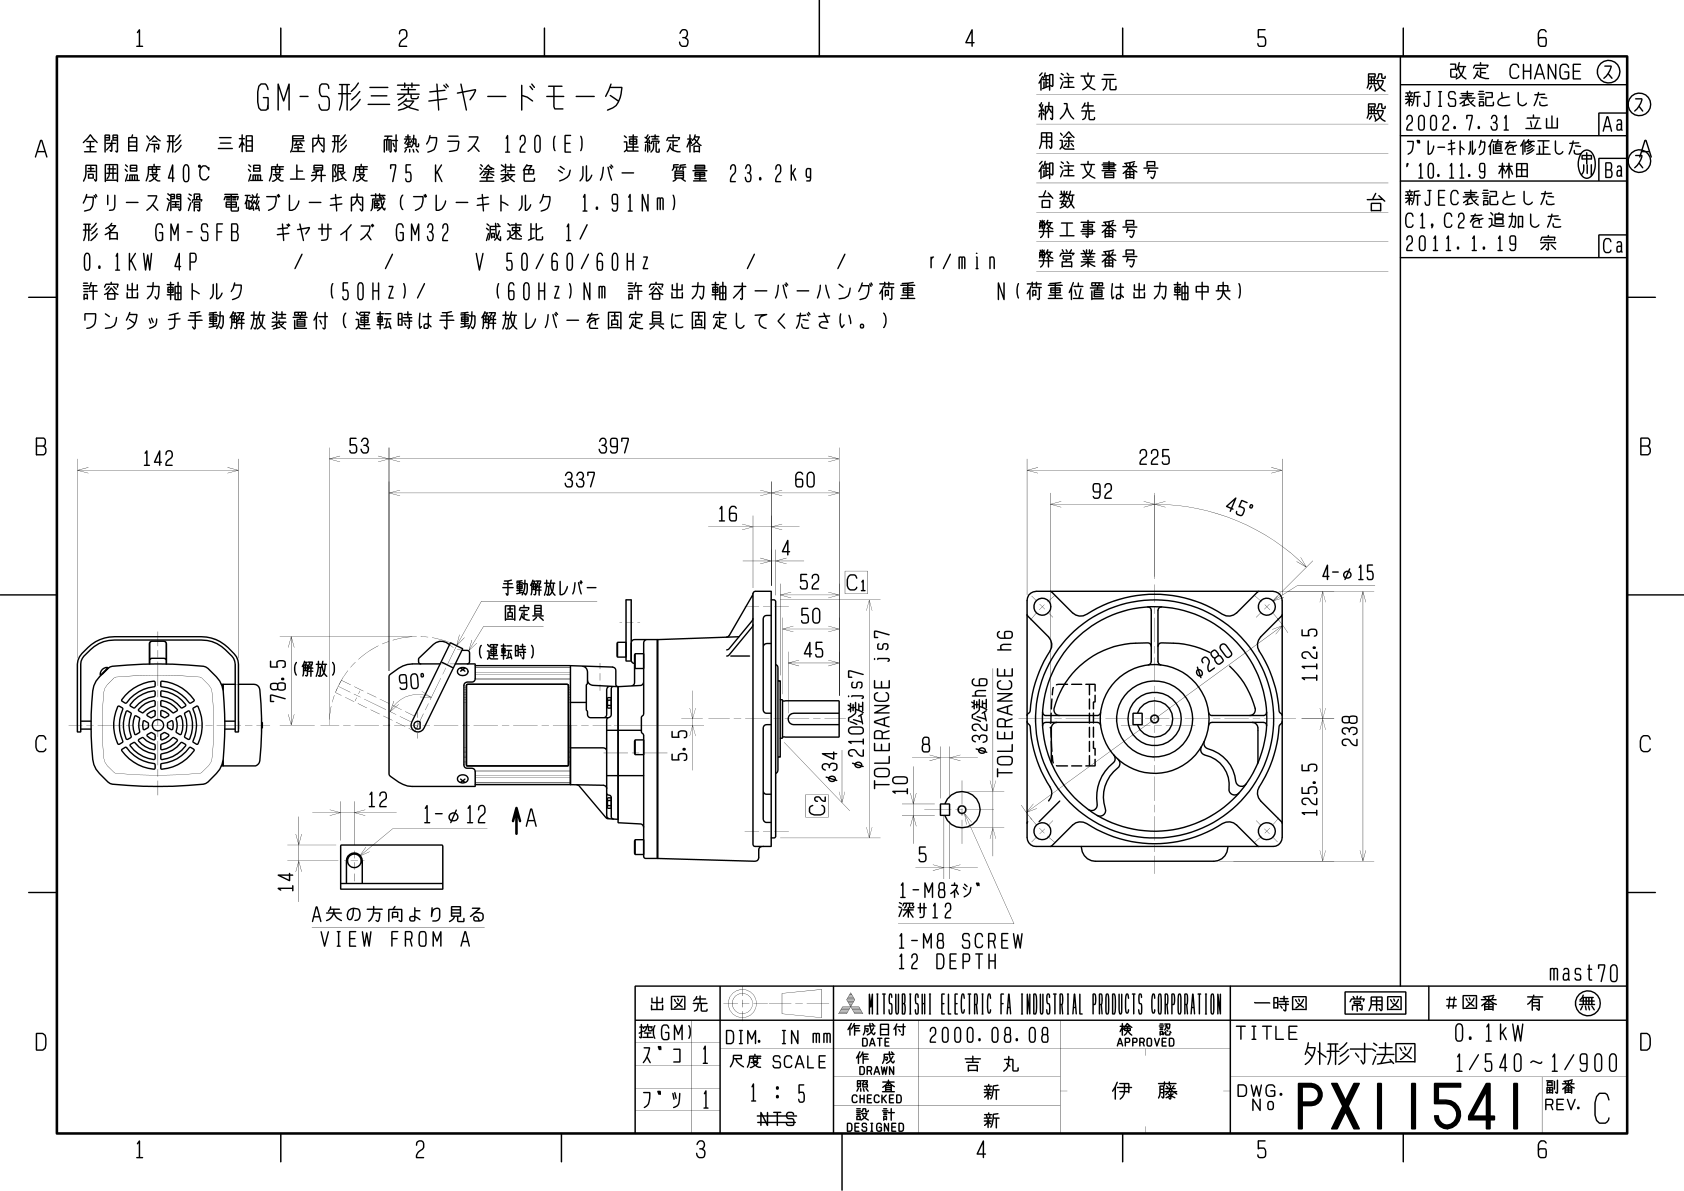 1 2 3 4 5 6
A B C D
GM-S形三菱ギヤードモータ
全閉自冷形 三相 屋内形 耐熱クラス 120(E) 連続定格
周囲温度40℃ 温度上昇限度 75 K 塗装色 シルバー 質量 23.2kg
グリース潤滑 電磁ブレーキ内蔵(ブレーキトルク 1.91Nm)
形名 GM-SFB ギヤサイズ GM32 減速比 1/
0.1KW 4P / / V 50/60/60Hz / / r/min
許容出力軸トルク (50Hz)/ (60Hz)Nm 許容出力軸オーバーハング荷重 N(荷重位置は出力軸中央)
ワンタッチ手動解放装置付(運転時は手動解放レバーを固定具に固定してください。)
御注文元 殿
納入先 殿
用途
御注文書番号
台数 台
弊工事番号
弊営業番号
改定 CHANGE ス
新JIS表記とした
2002.7.31 立山 Aa
ス
ブレーキトルク値を修正した
'10.11.9 林田 中川 Ba
ス
新JEC表記とした
C1,C2を追加した
2011.1.19 宗 Ca
A B C D
142
53
397
337
60
16
4
52
C1
50
45
手動解放レバー
固定具
(運転時)
78.5
(解放)
90°
5.5
φ34
C2
φ210公差js7
TOLERANCE js7
12
1-φ12
14
A
A矢の方向より見る
VIEW FROM A
8
10
5
φ32公差h6
TOLERANCE h6
1-M8ネジ
深サ12
1-M8 SCREW
12 DEPTH
225
92
45°
4-φ15
φ280
112.5
125.5
238
mast70
出図先
控(GM)
ズコ 1
ブツ 1
DIM. IN mm
尺度 SCALE
1 : 5
NTS
MITSUBISHI ELECTRIC FA INDUSTRIAL PRODUCTS CORPORATION
作成日付
DATE
2000.08.08
作成
DRAWN
吉丸
照査
CHECKED
新
設計
DESIGNED
新
検認
APPROVED
伊藤
一時図 常用図 #図番 有 無
TITLE
外形寸法図
0.1kW
1/540~1/900
DWG.
No
PX11541
副番
REV.
C
1 2 3 4 5 6